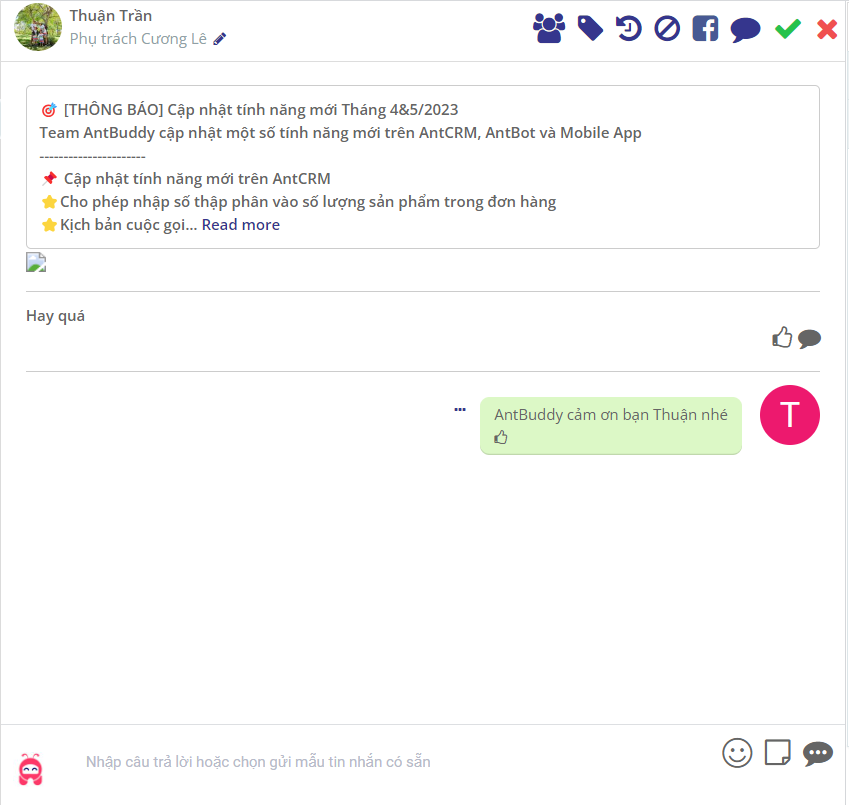 Thuận Trần
Phụ trách Cương Lê
[THÔNG BÁO] Cập nhật tính năng mới Tháng 4&5/2023
Team AntBuddy cập nhật một số tính năng mới trên AntCRM, AntBot và Mobile App
----------------------
Cập nhật tính năng mới trên AntCRM
Cho phép nhập số thập phân vào số lượng sản phẩm trong đơn hàng
Kịch bản cuộc gọi... Read more
Hay quá
...
AntBuddy cảm ơn bạn Thuận nhé
T
Nhập câu trả lời hoặc chọn gửi mẫu tin nhắn có sẵn